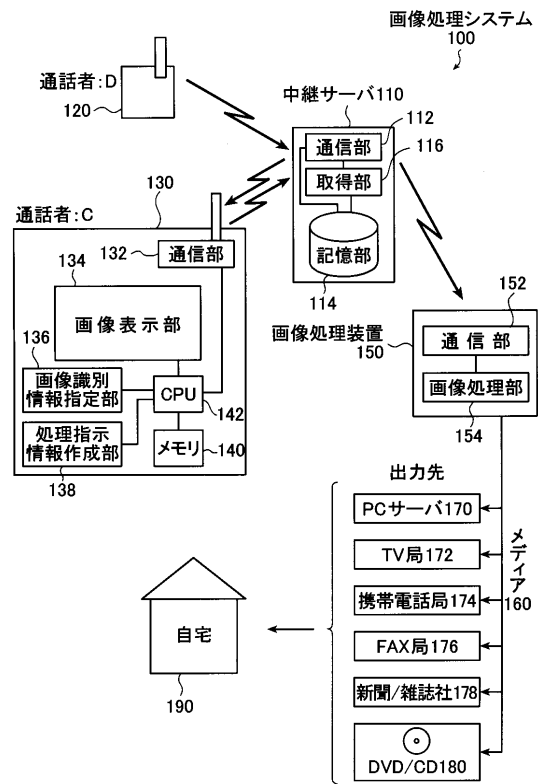 画像処理システム
100
通話者:D
120
中継サーバ110
通信部
112
取得部
116
記憶部
114
通話者:C
130
132
通信部
134
画像表示部
136
画像識別
情報指定部
CPU
142
処理指示
情報作成部
138
メモリ
140
画像処理装置
150
152
通信部
画像処理部
154
出力先
PCサーバ170
TV局172
携帯電話局174
FAX局176
新聞/雑誌社178
DVD/CD180
メディア
160
自宅
190